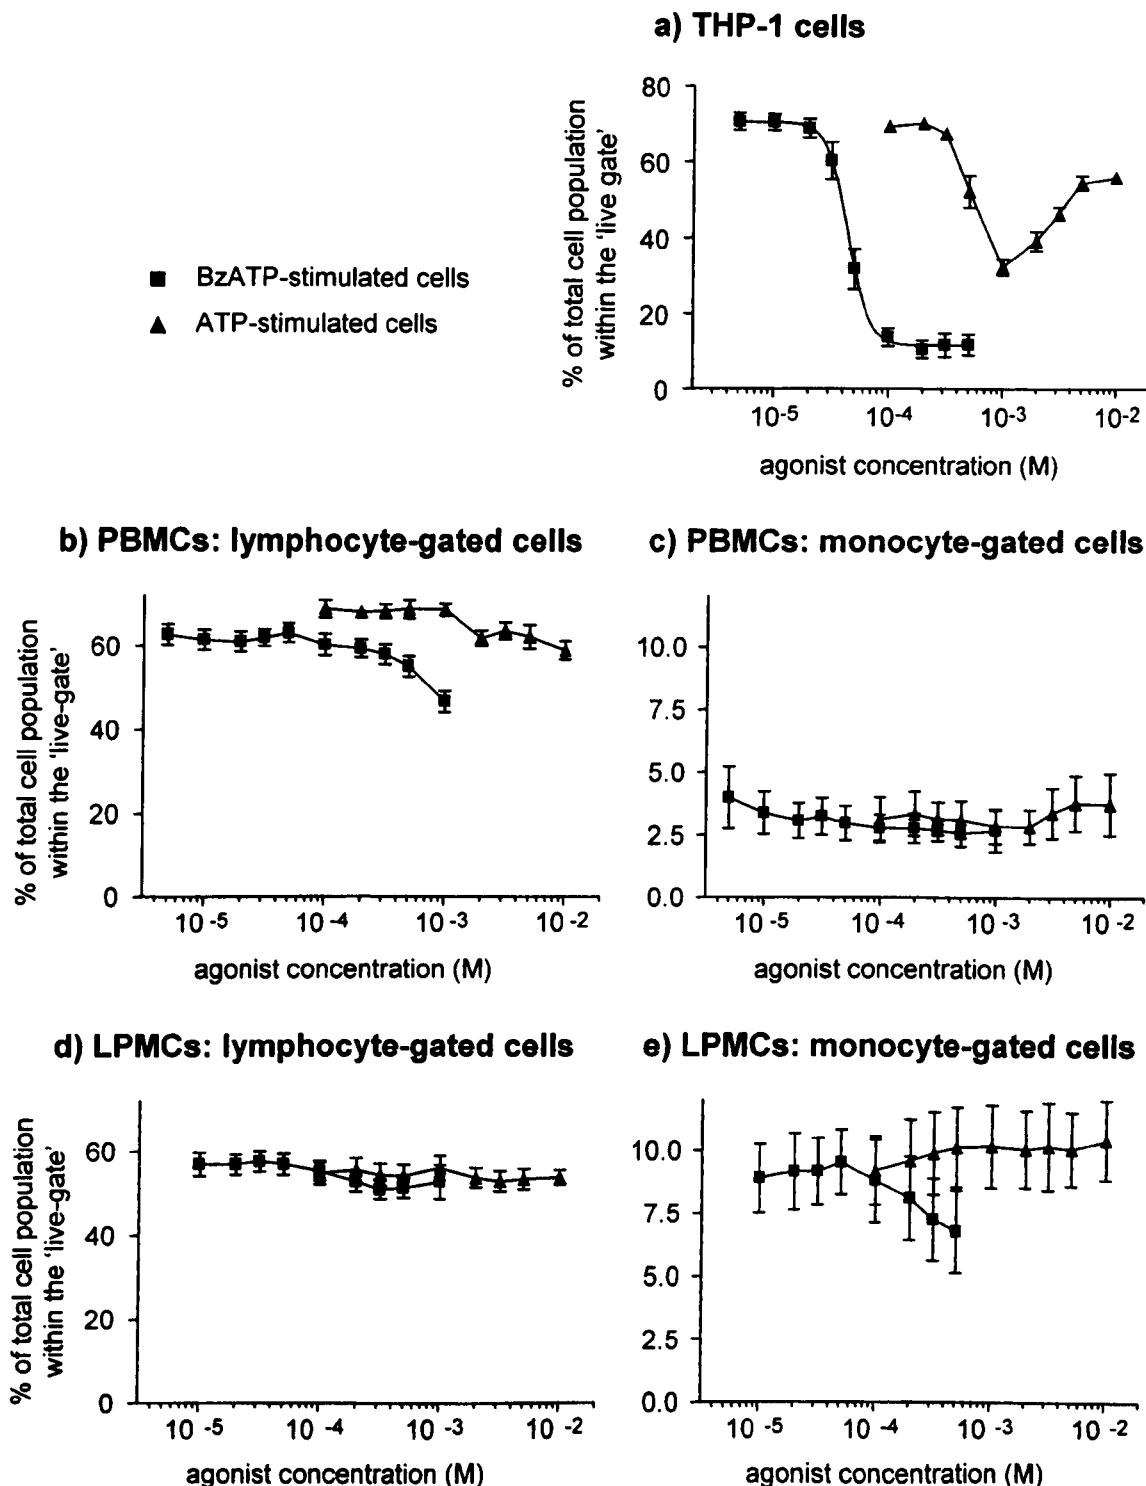 a) THP-1 cells
% of total cell population
within the 'live gate'
80
60
40
20
0
10-5
10-4
10-3
10-2
agonist concentration (M)
BzATP-stimulated cells
ATP-stimulated cells
b) PBMCs: lymphocyte-gated cells
% of total cell population
within the 'live-gate'
60
40
20
0
10-5
10-4
10-3
10-2
agonist concentration (M)
c) PBMCs: monocyte-gated cells
10.0
7.5
5.0
2.5
0.0
10-5
10-4
10-3
10-2
agonist concentration (M)
d) LPMCs: lymphocyte-gated cells
% of total cell population
within the 'live-gate'
60
40
20
0
10-5
10-4
10-3
10-2
agonist concentration (M)
e) LPMCs: monocyte-gated cells
10.0
7.5
5.0
2.5
0.0
10-5
10-4
10-3
10-2
agonist concentration (M)